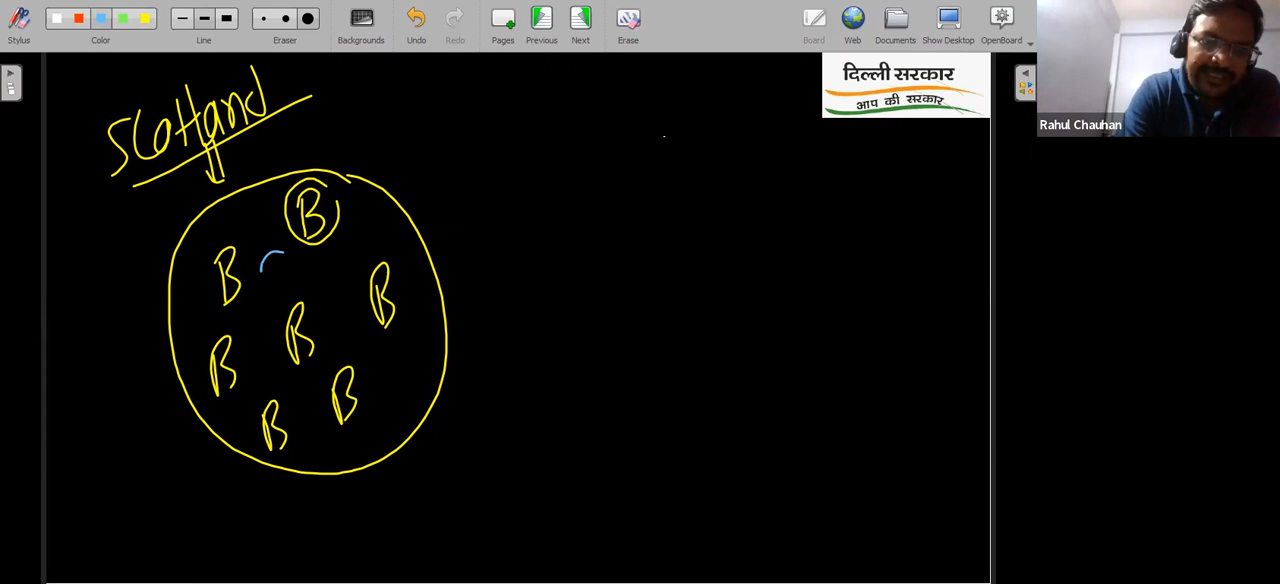 Stylus
Color
Line
Eraser
Backgrounds
Undo
Redo
Pages
Previous
Next
Erase
Board
Web
Documents
Show Desktop
OpenBoard
दिल्ली सरकार
आप की सरकार
Rahul Chauhan
Scotland
B
B
B
B
B
B
B